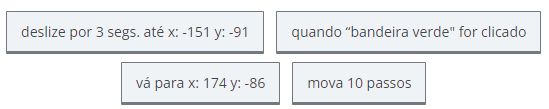 deslize por 3 segs. até x: -151 y: -91
quando “bandeira verde" for clicado
vá para x: 174 y: -86
mova 10 passos